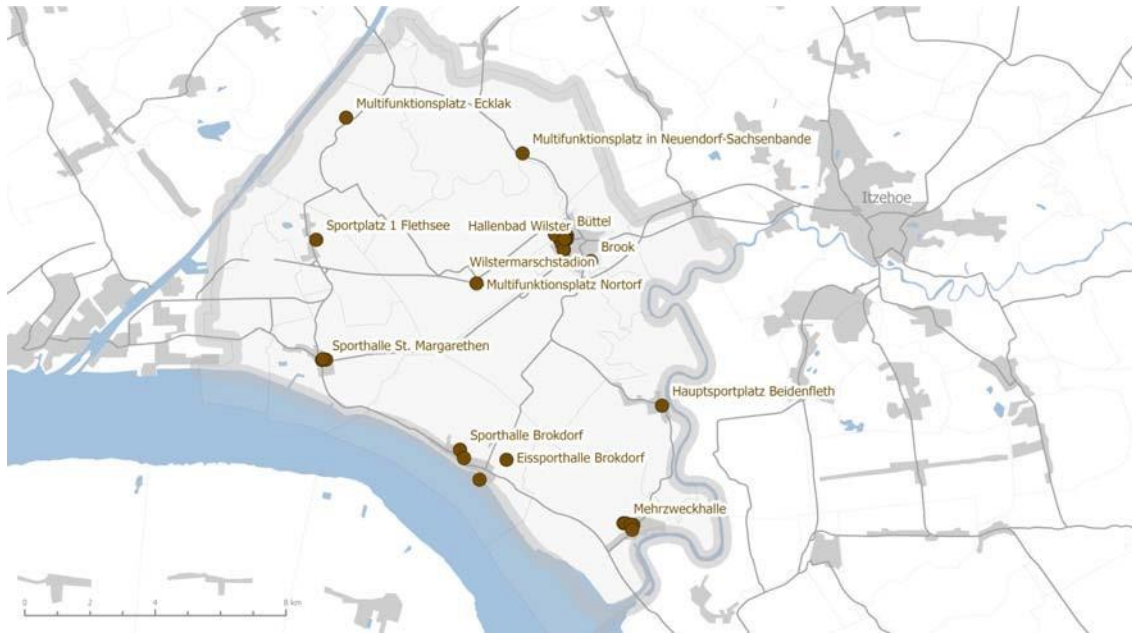 Multifunktionsplatz - Ecklak
Multifunktionsplatz in Neuendorf-Sachsenbande
Itzehoe
Sportplatz 1 Flethsee
Hallenbad Wilster
Büttel
Brook
Wilstermarschstadion
Multifunktionsplatz Nortorf
Sporthalle St. Margarethen
Hauptsportplatz Beidenfleth
Sporthalle Brokdorf
Eissporthalle Brokdorf
Mehrzweckhalle
0 2 4 8 km